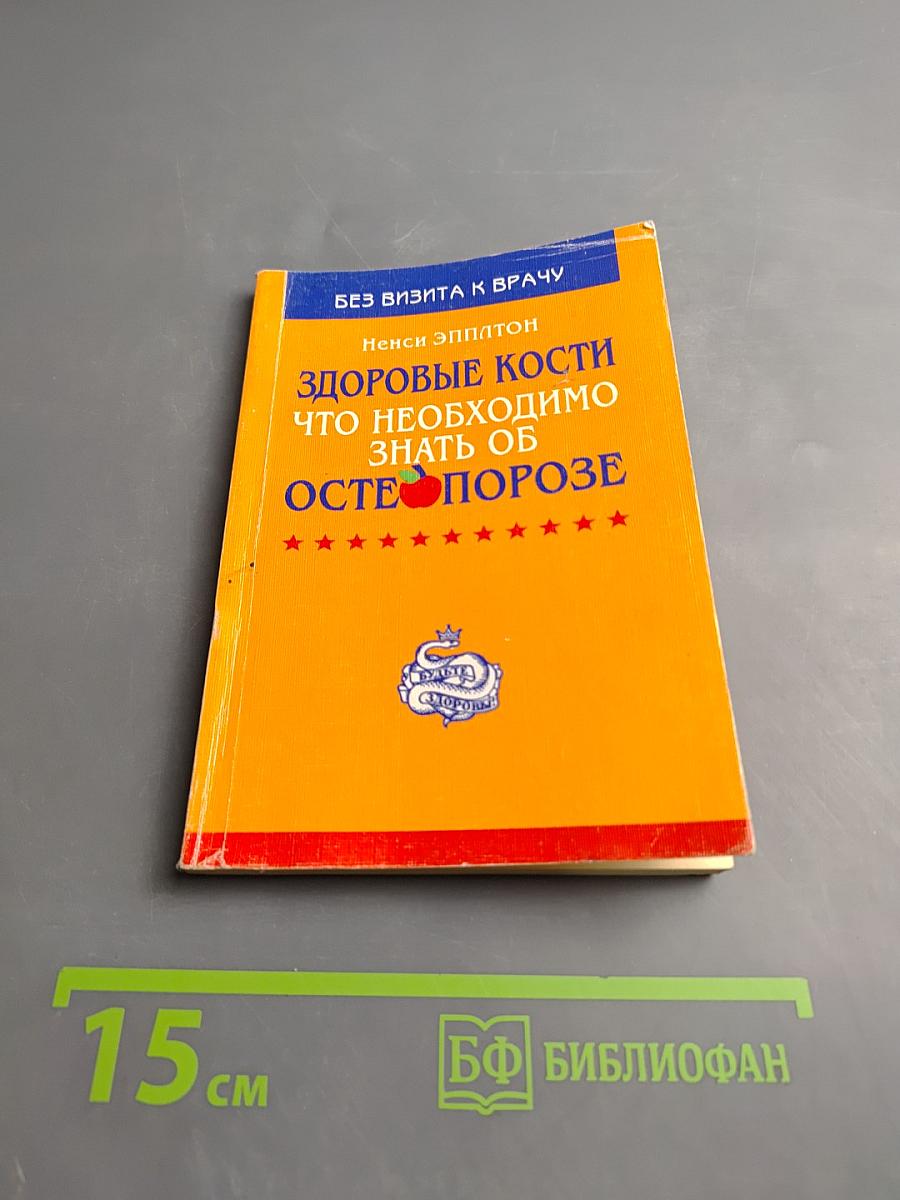 БЕЗ ВИЗИТА К ВРАЧУ
Ненси ЭППЛТОН
ЗДОРОВЫЕ КОСТИ
ЧТО НЕОБХОДИМО
ЗНАТЬ ОБ
ОСТЕОПОРОЗЕ
БУДЬТЕ
ЗДОРОВЫ!
15 см
БФ БИБЛИОФАН